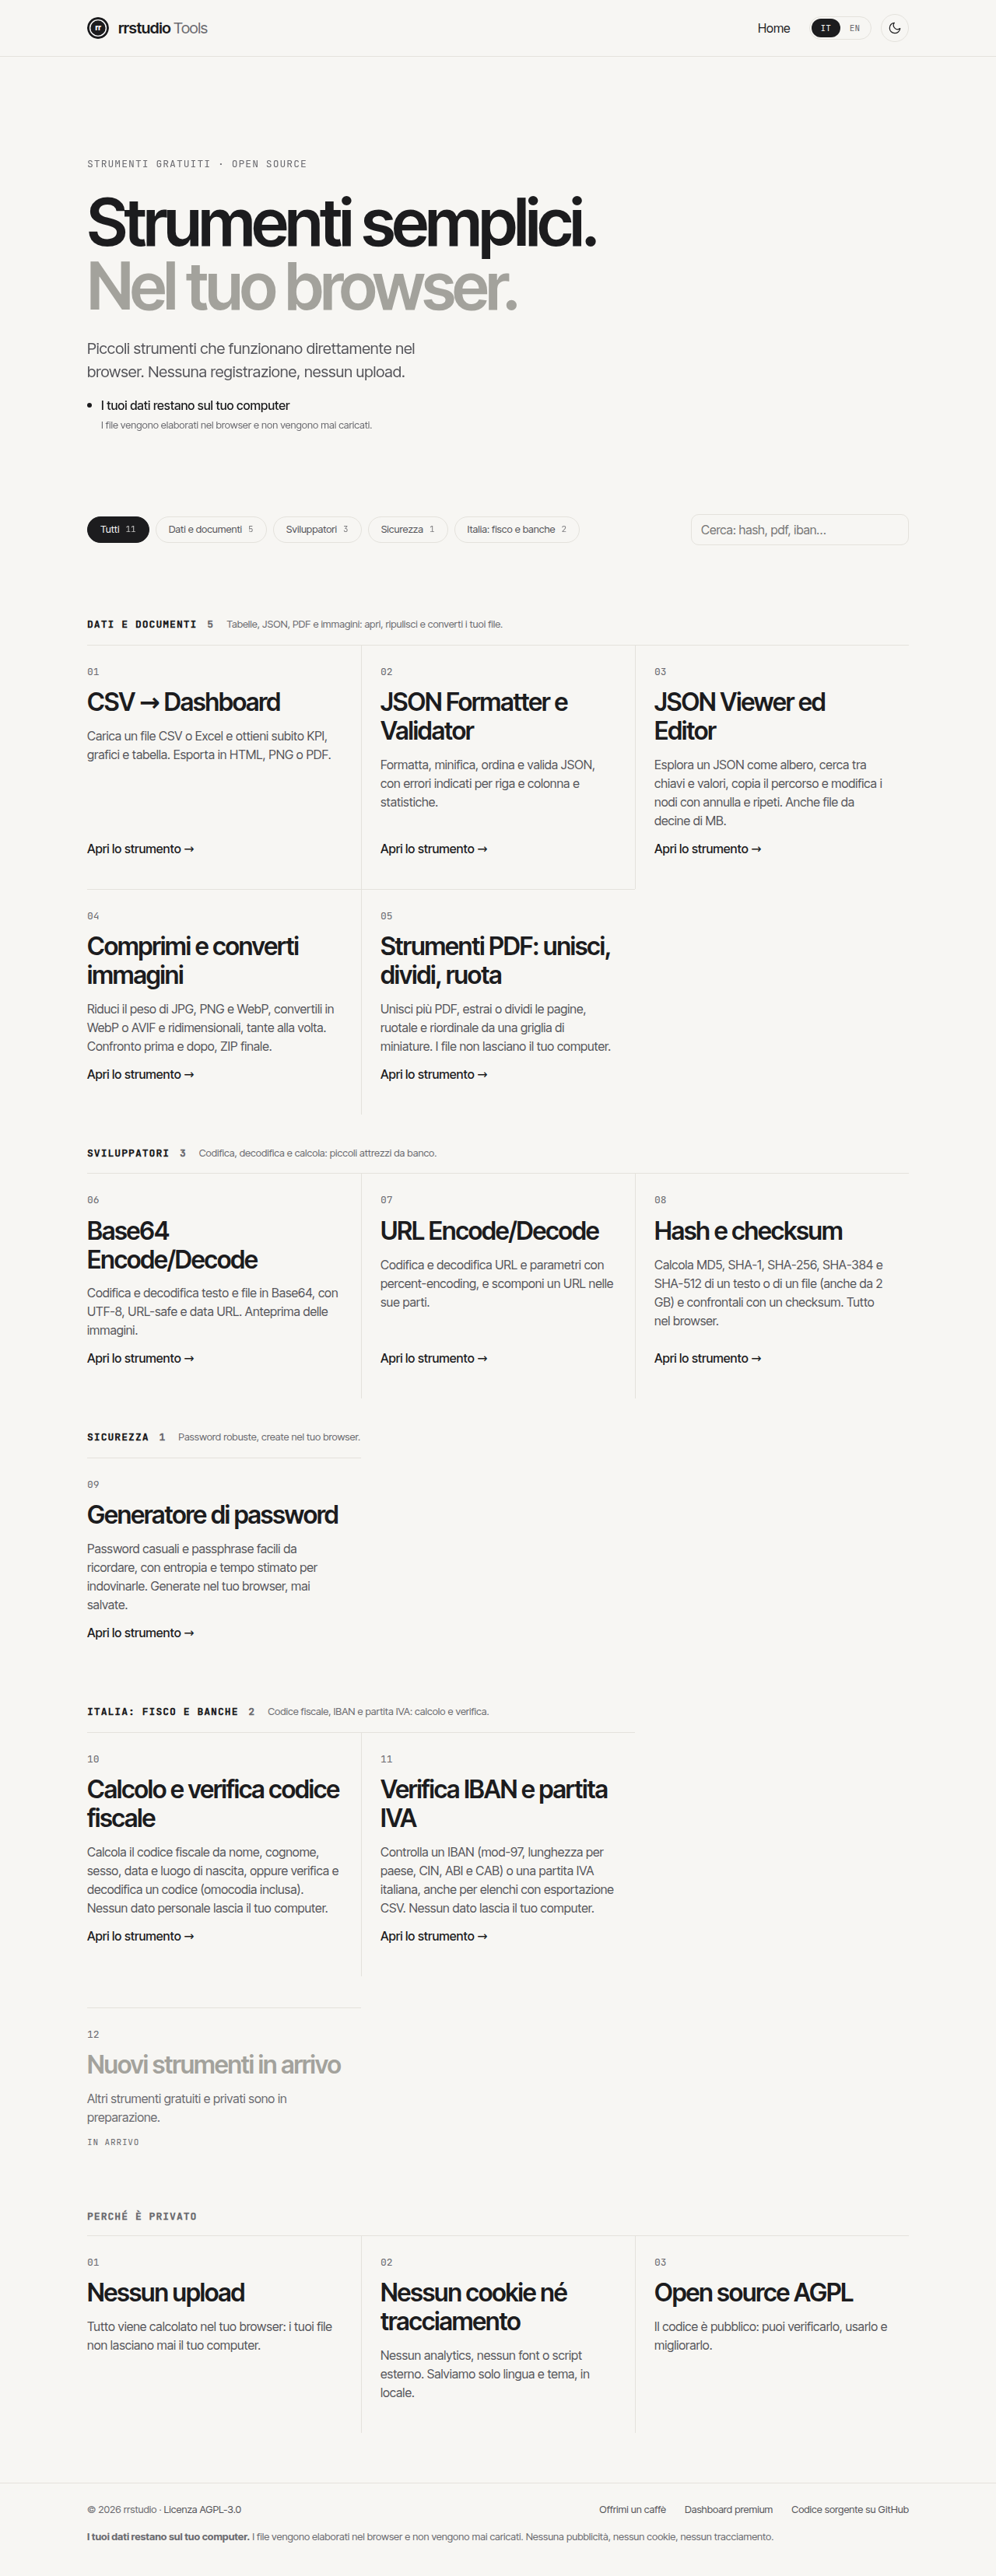 rr rrstudio Tools
Home
IT EN
STRUMENTI GRATUITI · OPEN SOURCE
Strumenti semplici.
Nel tuo browser.
Piccoli strumenti che funzionano direttamente nel
browser. Nessuna registrazione, nessun upload.
I tuoi dati restano sul tuo computer
I file vengono elaborati nel browser e non vengono mai caricati.
Tutti 11
Dati e documenti 5
Sviluppatori 3
Sicurezza 1
Italia: fisco e banche 2
Cerca: hash, pdf, iban…
DATI E DOCUMENTI 5 Tabelle, JSON, PDF e immagini: apri, ripulisci e converti i tuoi file.
01
CSV → Dashboard
Carica un file CSV o Excel e ottieni subito KPI,
grafici e tabella. Esporta in HTML, PNG o PDF.
Apri lo strumento →
02
JSON Formatter e
Validator
Formatta, minifica, ordina e valida JSON,
con errori indicati per riga e colonna e
statistiche.
Apri lo strumento →
03
JSON Viewer ed
Editor
Esplora un JSON come albero, cerca tra
chiavi e valori, copia il percorso e modifica i
nodi con annulla e ripeti. Anche file da
decine di MB.
Apri lo strumento →
04
Comprimi e converti
immagini
Riduci il peso di JPG, PNG e WebP, convertili in
WebP o AVIF e ridimensionali, tante alla volta.
Confronto prima e dopo, ZIP finale.
Apri lo strumento →
05
Strumenti PDF: unisci,
dividi, ruota
Unisci più PDF, estrai o dividi le pagine,
ruotale e riordinale da una griglia di
miniature. I file non lasciano il tuo computer.
Apri lo strumento →
SVILUPPATORI 3 Codifica, decodifica e calcola: piccoli attrezzi da banco.
06
Base64
Encode/Decode
Codifica e decodifica testo e file in Base64, con
UTF-8, URL-safe e data URL. Anteprima delle
immagini.
Apri lo strumento →
07
URL Encode/Decode
Codifica e decodifica URL e parametri con
percent-encoding, e scomponi un URL nelle
sue parti.
Apri lo strumento →
08
Hash e checksum
Calcola MD5, SHA-1, SHA-256, SHA-384 e
SHA-512 di un testo o di un file (anche da 2
GB) e confrontali con un checksum. Tutto
nel browser.
Apri lo strumento →
SICUREZZA 1 Password robuste, create nel tuo browser.
09
Generatore di password
Password casuali e passphrase facili da
ricordare, con entropia e tempo stimato per
indovinarle. Generate nel tuo browser, mai
salvate.
Apri lo strumento →
ITALIA: FISCO E BANCHE 2 Codice fiscale, IBAN e partita IVA: calcolo e verifica.
10
Calcolo e verifica codice
fiscale
Calcola il codice fiscale da nome, cognome,
sesso, data e luogo di nascita, oppure verifica e
decodifica un codice (omocodia inclusa).
Nessun dato personale lascia il tuo computer.
Apri lo strumento →
11
Verifica IBAN e partita
IVA
Controlla un IBAN (mod-97, lunghezza per
paese, CIN, ABI e CAB) o una partita IVA
italiana, anche per elenchi con esportazione
CSV. Nessun dato lascia il tuo computer.
Apri lo strumento →
12
Nuovi strumenti in arrivo
Altri strumenti gratuiti e privati sono in
preparazione.
IN ARRIVO
PERCHÉ È PRIVATO
01
Nessun upload
Tutto viene calcolato nel tuo browser: i tuoi file
non lasciano mai il tuo computer.
02
Nessun cookie né
tracciamento
Nessun analytics, nessun font o script
esterno. Salviamo solo lingua e tema, in
locale.
03
Open source AGPL
Il codice è pubblico: puoi verificarlo, usarlo e
migliorarlo.
© 2026 rrstudio · Licenza AGPL-3.0
Offrimi un caffè Dashboard premium Codice sorgente su GitHub
I tuoi dati restano sul tuo computer. I file vengono elaborati nel browser e non vengono mai caricati. Nessuna pubblicità, nessun cookie, nessun tracciamento.